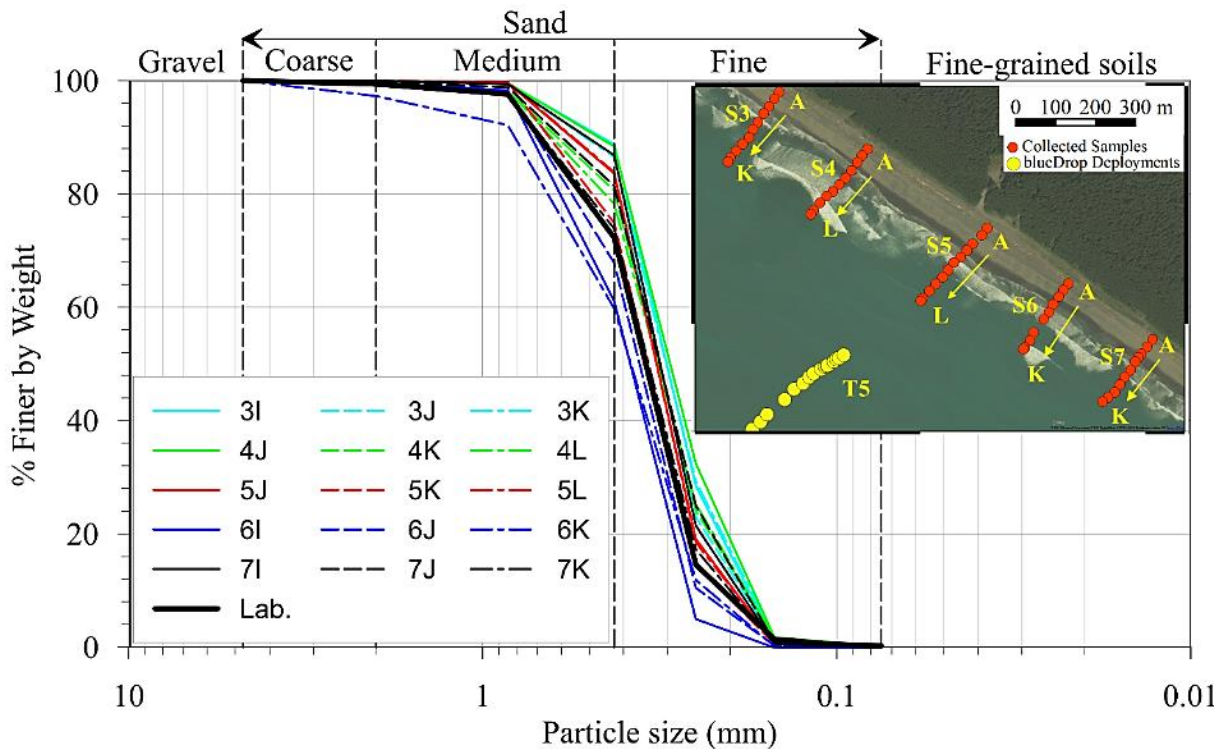 Sand
Gravel Coarse Medium Fine Fine-grained soils
100
80
60
40
20
0
% Finer by Weight
10 1 0.1 0.01
Particle size (mm)
3I 3J 3K
4J 4K 4L
5J 5K 5L
6I 6J 6K
7I 7J 7K
Lab.
0 100 200 300 m
Collected Samples
blueDrop Deployments
S3 A
K
S4 A
L
S5 A
L
S6 A
K
S7 A
K
T5